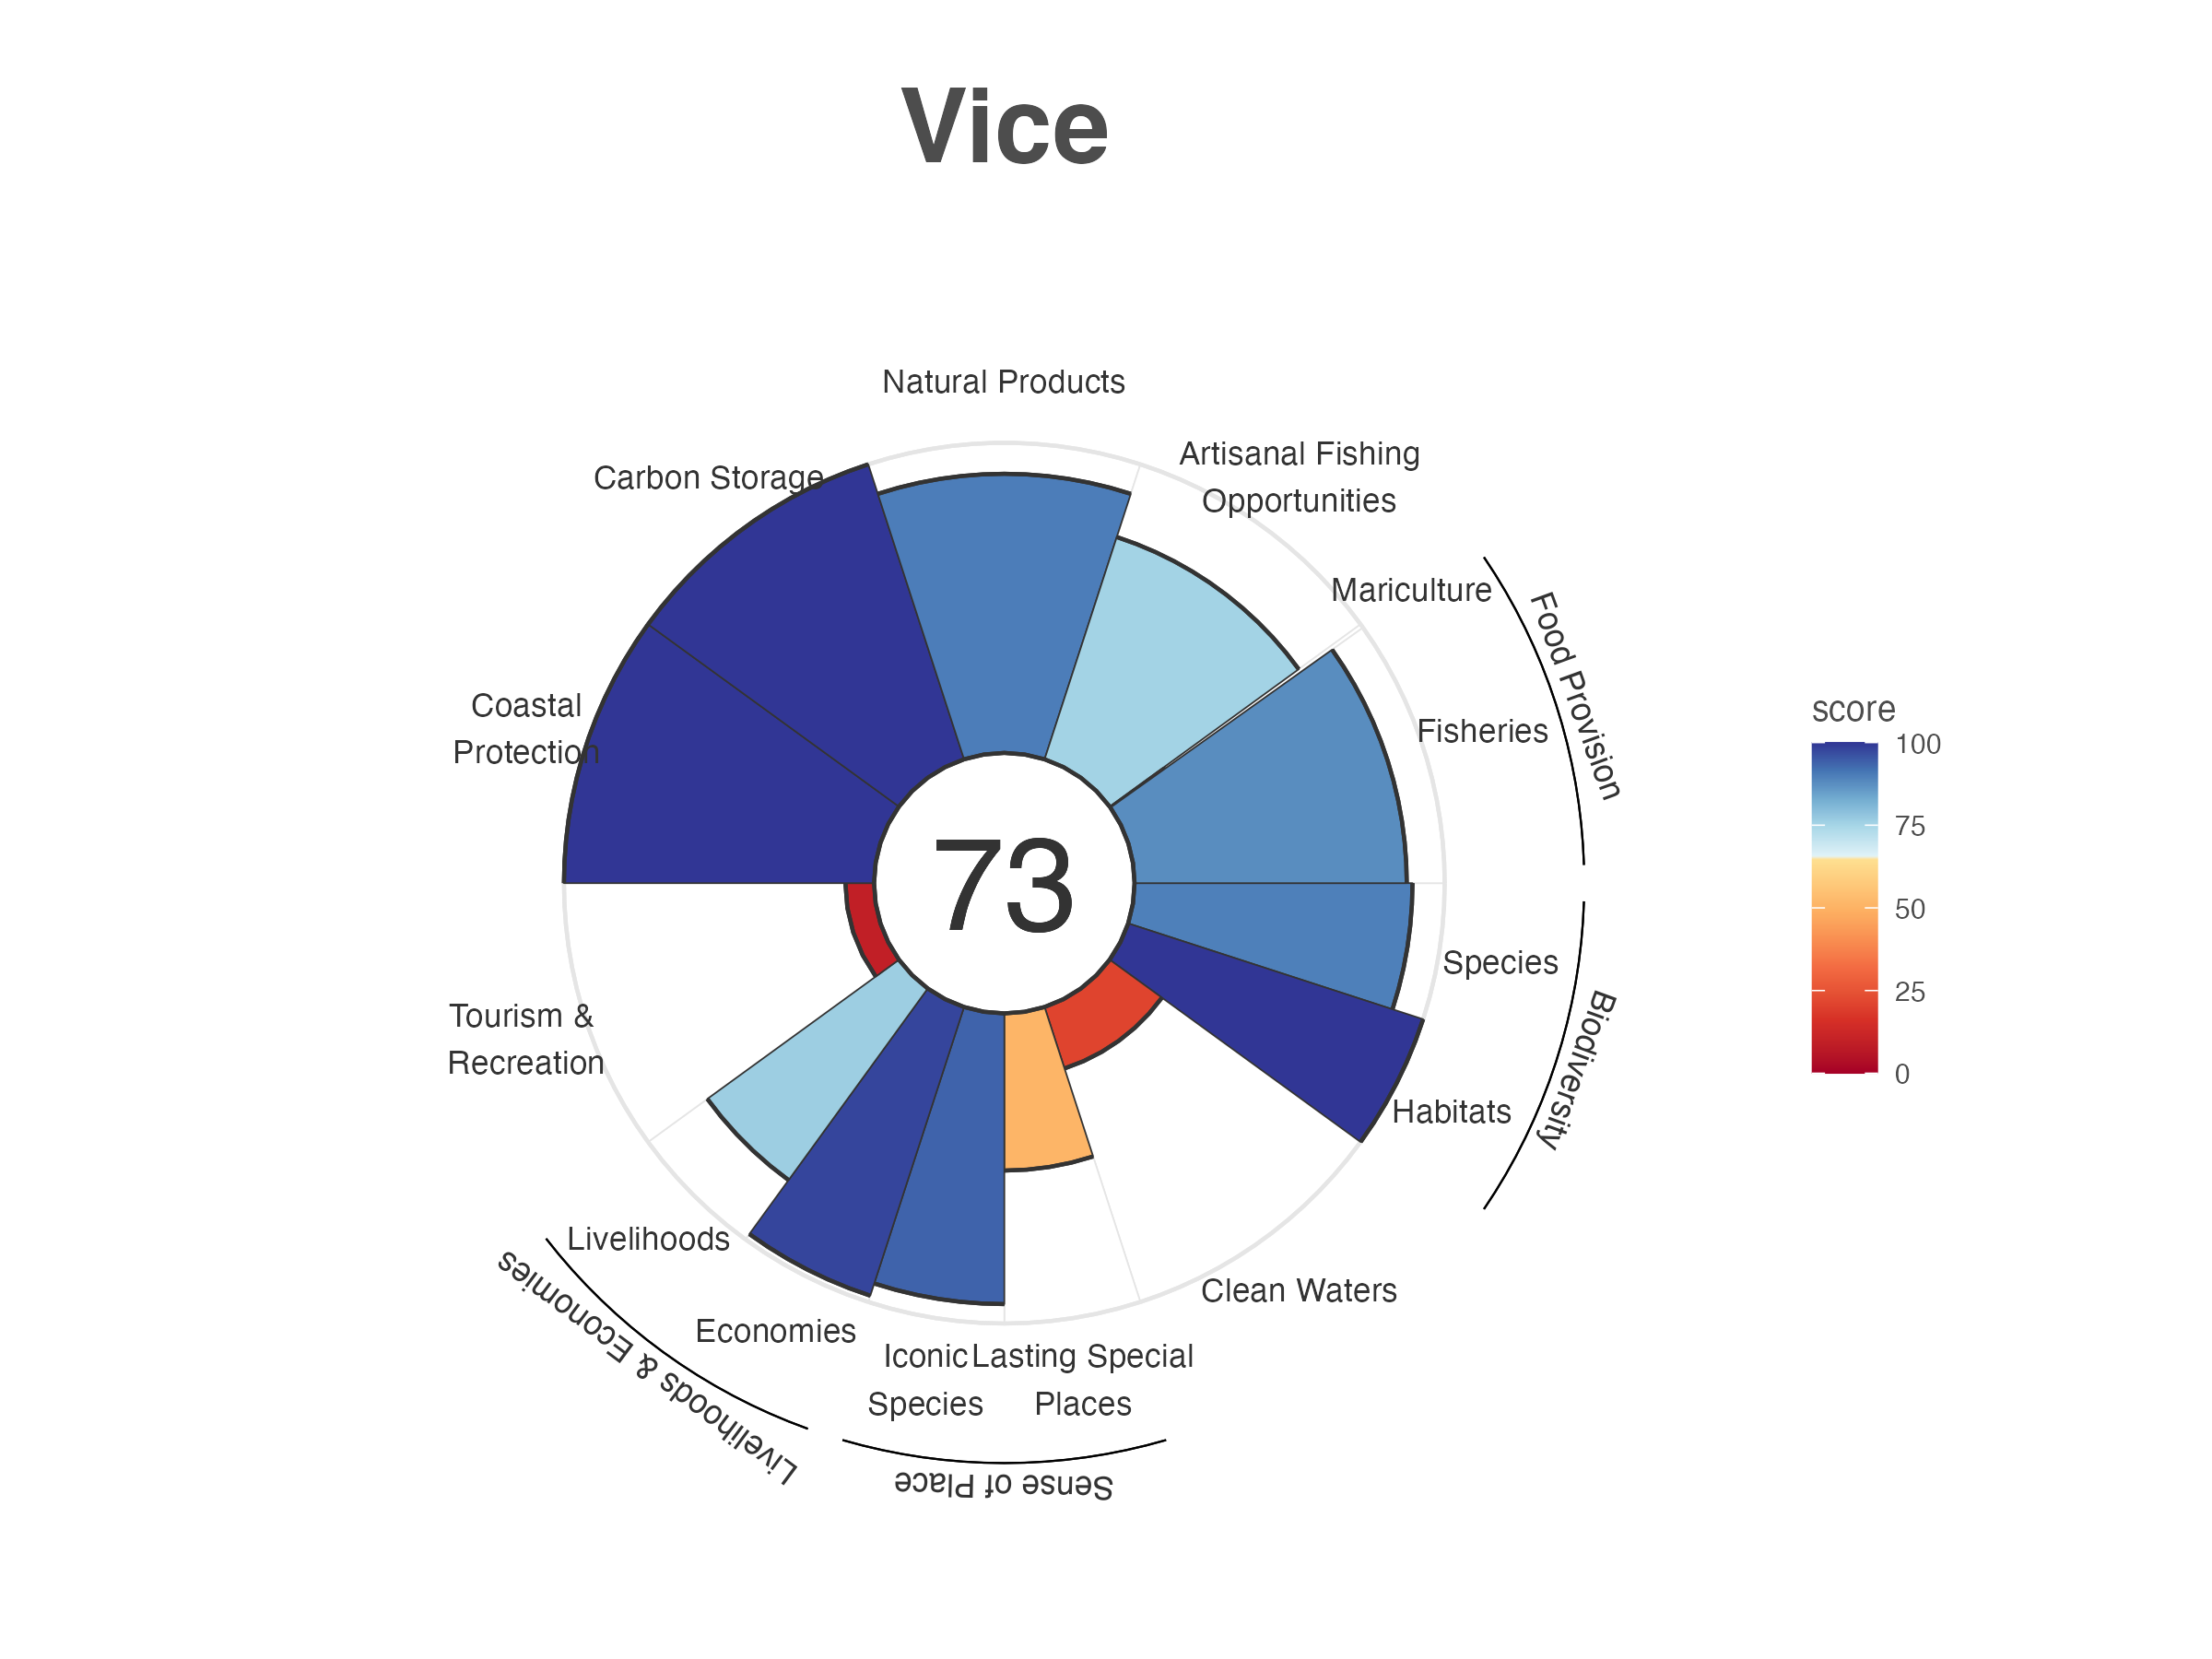 Vice
Natural Products
Carbon Storage
Artisanal Fishing
Opportunities
Mariculture
Food Provision
Fisheries
Coastal
Protection
score
100
75
50
25
0
73
Species
Biodiversity
Habitats
Tourism &
Recreation
Livelihoods
Livelihoods & Economies
Economies
Clean Waters
Iconic
Species
Lasting Special
Places
Sense of Place